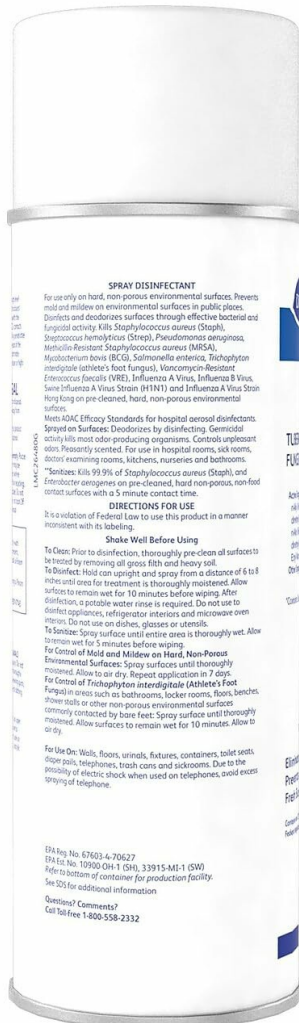 SPRAY DISINFECTANT
For use only on hard, non-porous environmental surfaces. Prevents
mold and mildew on environmental surfaces in public places.
Disinfects and deodorizes surfaces through effective bacterial and
fungicidal activity. Kills Staphylococcus aureus (Staph),
Streptococcus hemolyticus (Strep), Pseudomonas aeruginosa,
Methicillin-Resistant Staphylococcus aureus (MRSA),
Mycobacterium bovis (BCG), Salmonella enterica, Trichophyton
interdigitale (athlete's foot fungus), Vancomycin-Resistant
Enterococcus faecalis (VRE), Influenza A Virus, Influenza B Virus,
Swine Influenza A Virus Strain (H1N1) and Influenza A Virus Strain
Hong Kong on pre-cleaned, hard, non-porous environmental
surfaces.
Meets AOAC Efficacy Standards for hospital aerosol disinfectants.
Sprayed on Surfaces: Deodorizes by disinfecting. Germicidal
activity kills most odor-producing organisms. Controls unpleasant
odors. Pleasantly scented. For use in hospital rooms, sick rooms,
doctors' examining rooms, kitchens, nurseries and bathrooms.
**Sanitizes: Kills 99.9% of Staphylococcus aureus (Staph), and
Enterobacter aerogenes on pre-cleaned, hard non-porous, non-food
contact surfaces with a 5 minute contact time.
DIRECTIONS FOR USE
It is a violation of Federal Law to use this product in a manner
inconsistent with its labeling.
Shake Well Before Using
To Clean: Prior to disinfection, thoroughly pre-clean all surfaces to
be treated by removing all gross filth and heavy soil.
To Disinfect: Hold can upright and spray from a distance of 6 to 8
inches until area for treatment is thoroughly moistened. Allow
surfaces to remain wet for 10 minutes before wiping. After
disinfection, a potable water rinse is required. Do not use to
disinfect appliances, refrigerator interiors and microwave oven
interiors. Do not use on dishes, glasses or utensils.
To Sanitize: Spray surface until entire area is thoroughly wet. Allow
to remain wet for 5 minutes before wiping.
For Control of Mold and Mildew on Hard, Non-Porous
Environmental Surfaces: Spray surfaces until thoroughly
moistened. Allow to air dry. Repeat application in 7 days.
For Control of Trichophyton interdigitale (Athlete's Foot
Fungus) in areas such as bathrooms, locker rooms, floors, benches,
shower stalls or other non-porous environmental surfaces
commonly contacted by bare feet: Spray surface until thoroughly
moistened. Allow surfaces to remain wet for 10 minutes. Allow to
air dry.
For Use On: Walls, floors, urinals, fixtures, containers, toilet seats,
diaper pails, telephones, trash cans and sickrooms. Due to the
possibility of electric shock when used on telephones, avoid excess
spraying of telephone.
EPA Reg. No. 67603-4-70627
EPA Est. No. 10900-OH-1 (SH), 33915-MI-1 (SW)
Refer to bottom of container for production facility.
See SDS for additional information
Questions? Comments?
Call Toll-Free 1-800-558-2332